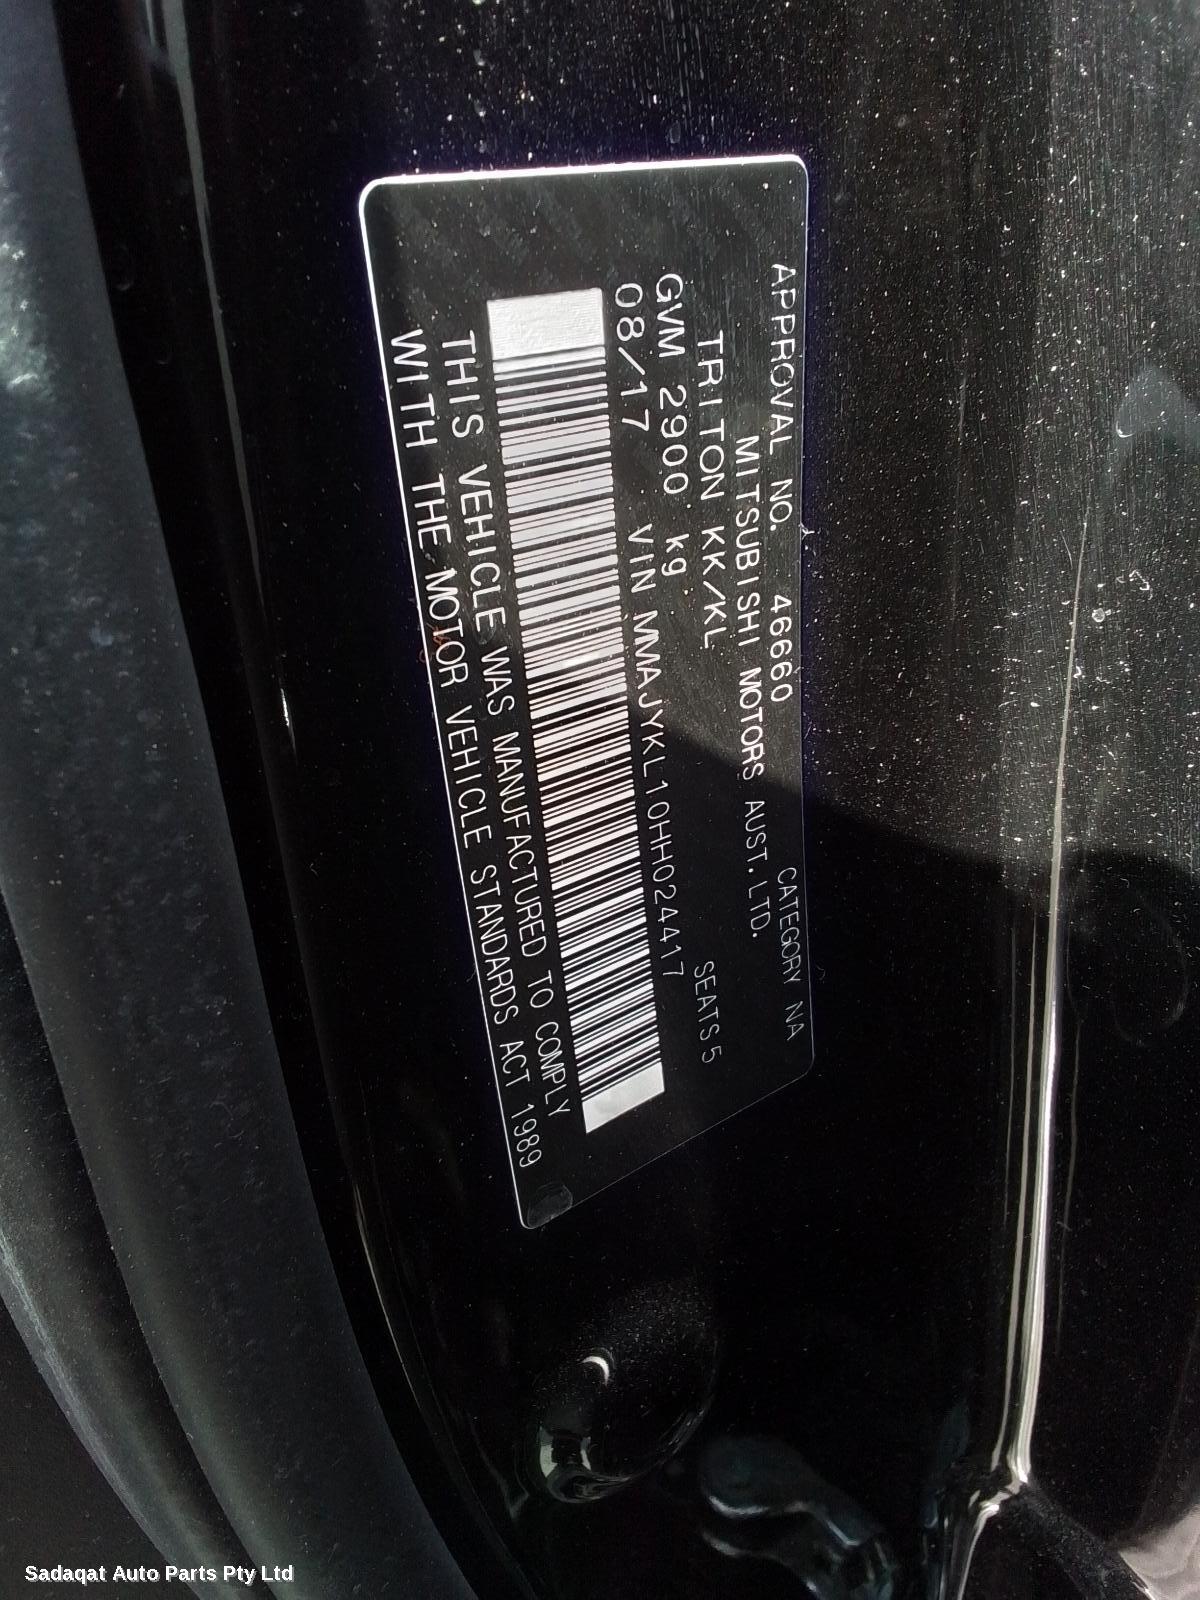 APPROVAL NO. 46660 CATEGORY NA
MITSUBISHI MOTORS AUST. LTD.
TRITON KK/KL SEATS 5
GVM 2900 kg
08/17 VIN MMAJYKL10HH024417
THIS VEHICLE WAS MANUFACTURED TO COMPLY
WITH THE MOTOR VEHICLE STANDARDS ACT 1989
Sadaqat Auto Parts Pty Ltd